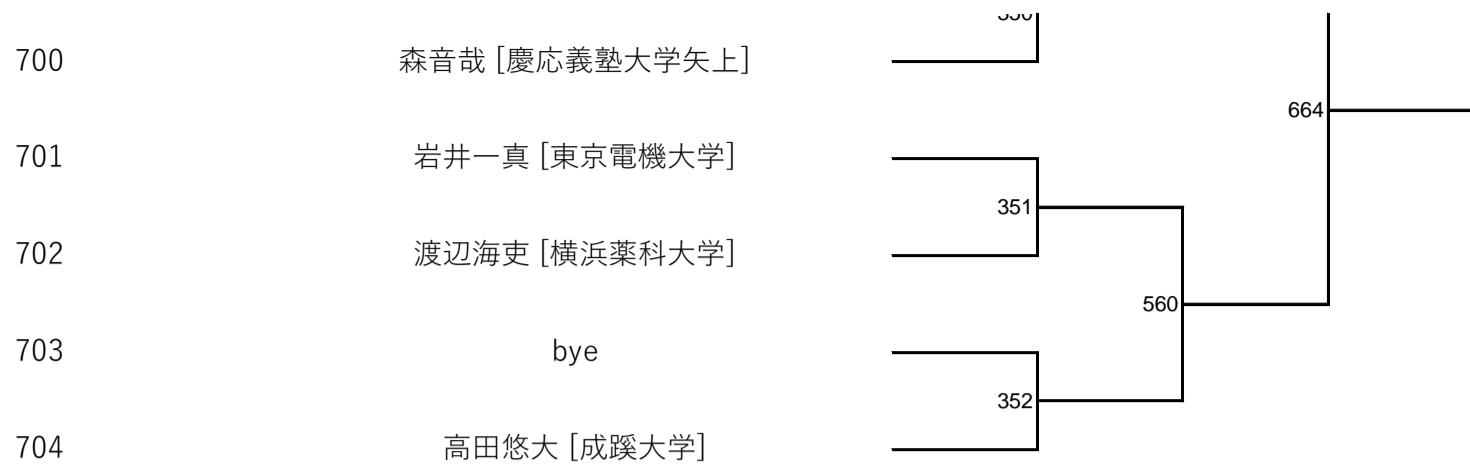 700 森音哉 [慶応義塾大学矢上]
664
701 岩井一真 [東京電機大学]
351
702 渡辺海吏 [横浜薬科大学]
560
703 bye
352
704 高田悠大 [成蹊大学]